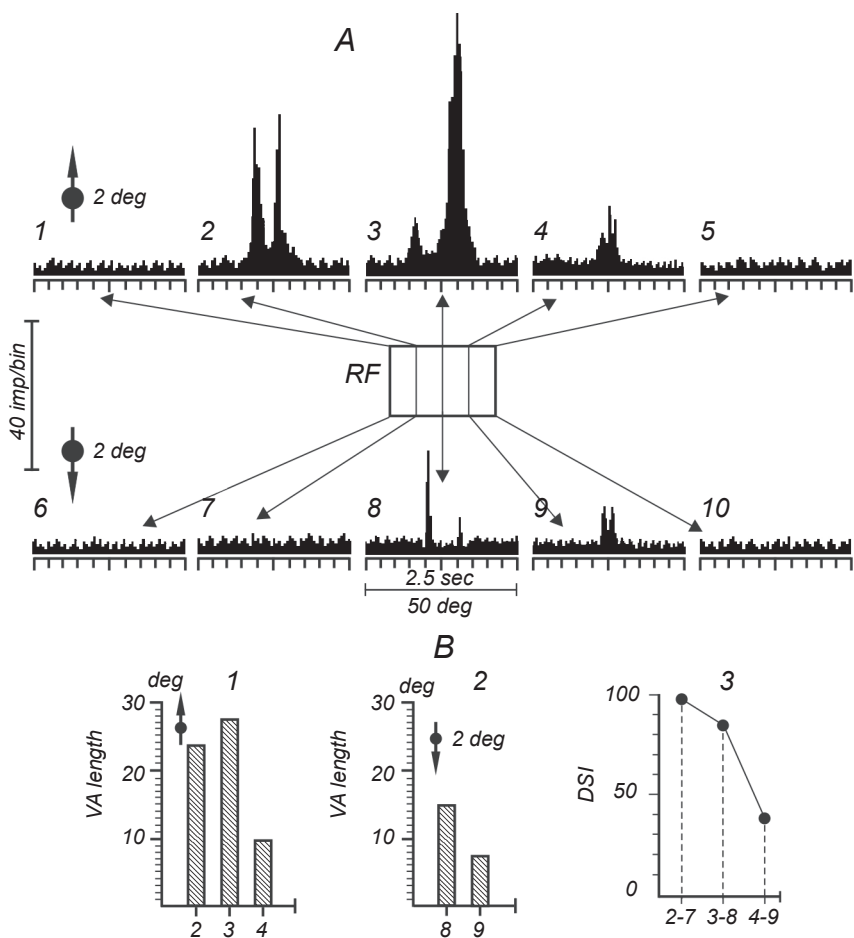 A
2 deg
1 2 3 4 5
RF
40 imp/bin
2 deg
6 7 8 9 10
2.5 sec
50 deg
B
deg 1
30
20
10
VA length
2 3 4
deg 2
30
20
10
VA length
2 deg
8 9
3
100
50
0
DSI
2-7 3-8 4-9